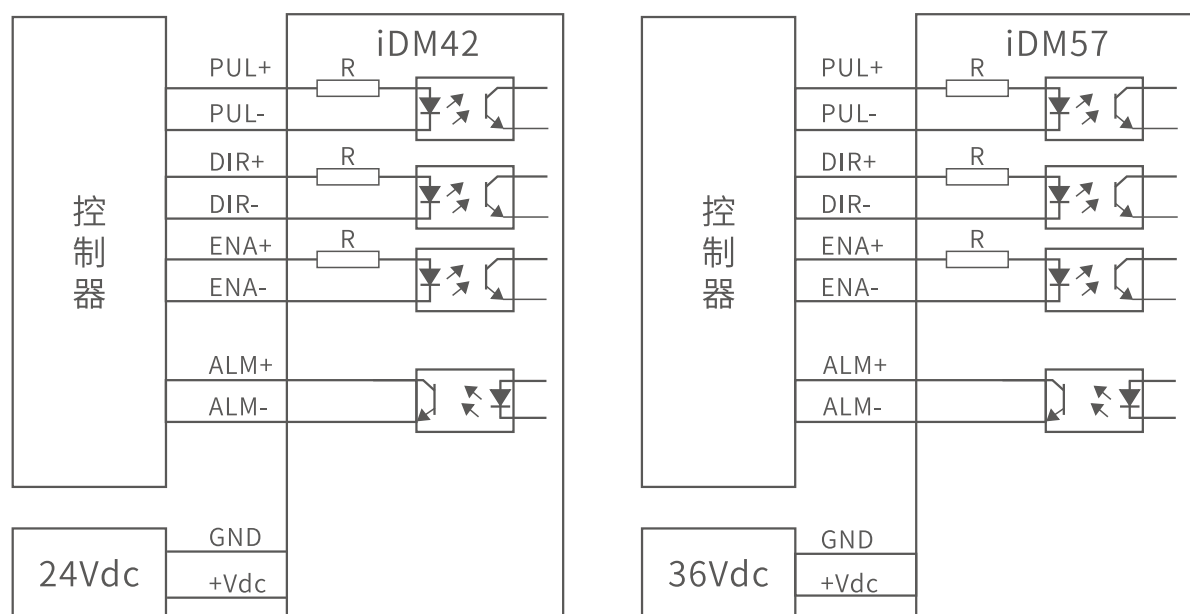 iDM42
PUL+
R
PUL-
DIR+
R
DIR-
控制器
ENA+
R
ENA-
ALM+
ALM-
24Vdc
GND
+Vdc
iDM57
PUL+
R
PUL-
DIR+
R
DIR-
控制器
ENA+
R
ENA-
ALM+
ALM-
36Vdc
GND
+Vdc